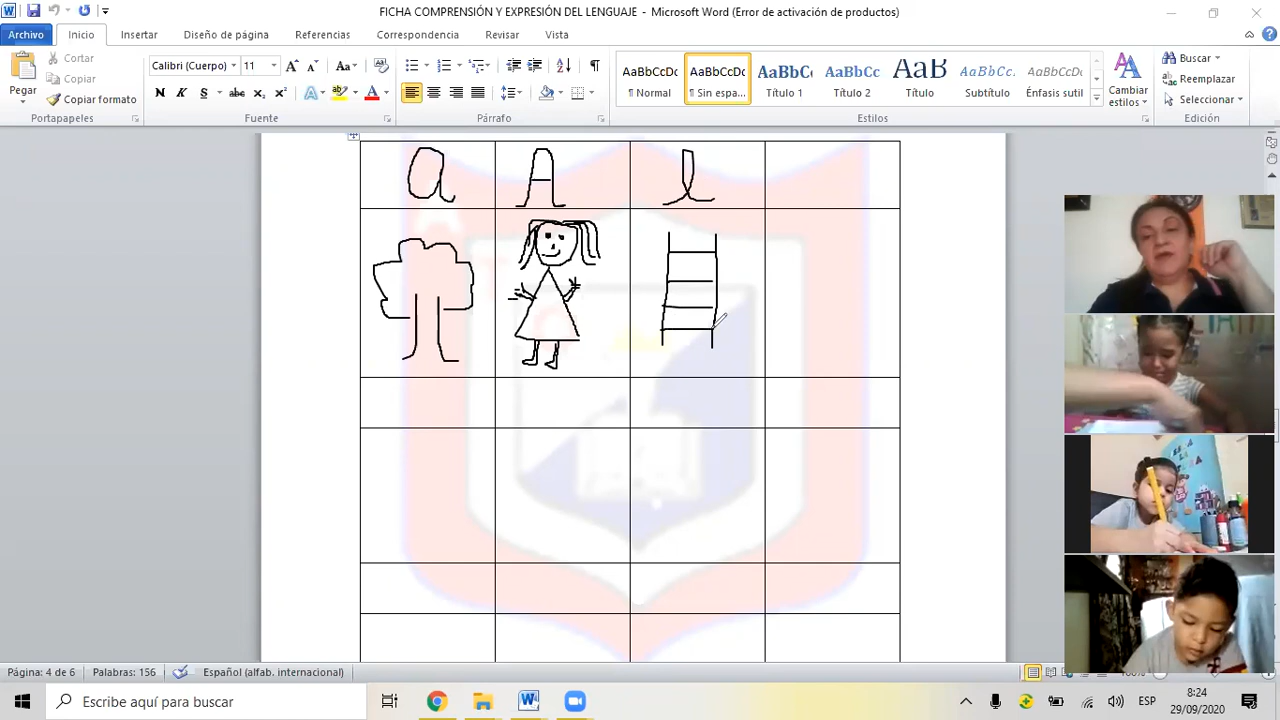 FICHA COMPRENSIÓN Y EXPRESIÓN DEL LENGUAJE - Microsoft Word (Error de activación de productos)
Archivo Inicio Insertar Diseño de página Referencias Correspondencia Revisar Vista
Pegar
Cortar
Copiar
Copiar formato
Portapapeles
Calibri (Cuerpo) 11
N K S abc x₂ x² A A
Fuente
Párrafo
AaBbCcDc AaBbCcDc AaBbC AaBbCc AaB AaBbCc. AaBbCcDc
¶ Normal ¶ Sin espa... Título 1 Título 2 Título Subtítulo Énfasis sutil
Cambiar estilos
Estilos
Buscar
Reemplazar
Seleccionar
Edición
a A e
Página: 4 de 6 Palabras: 156 Español (alfab. internacional)
Escribe aquí para buscar
ESP
8:24
29/09/2020